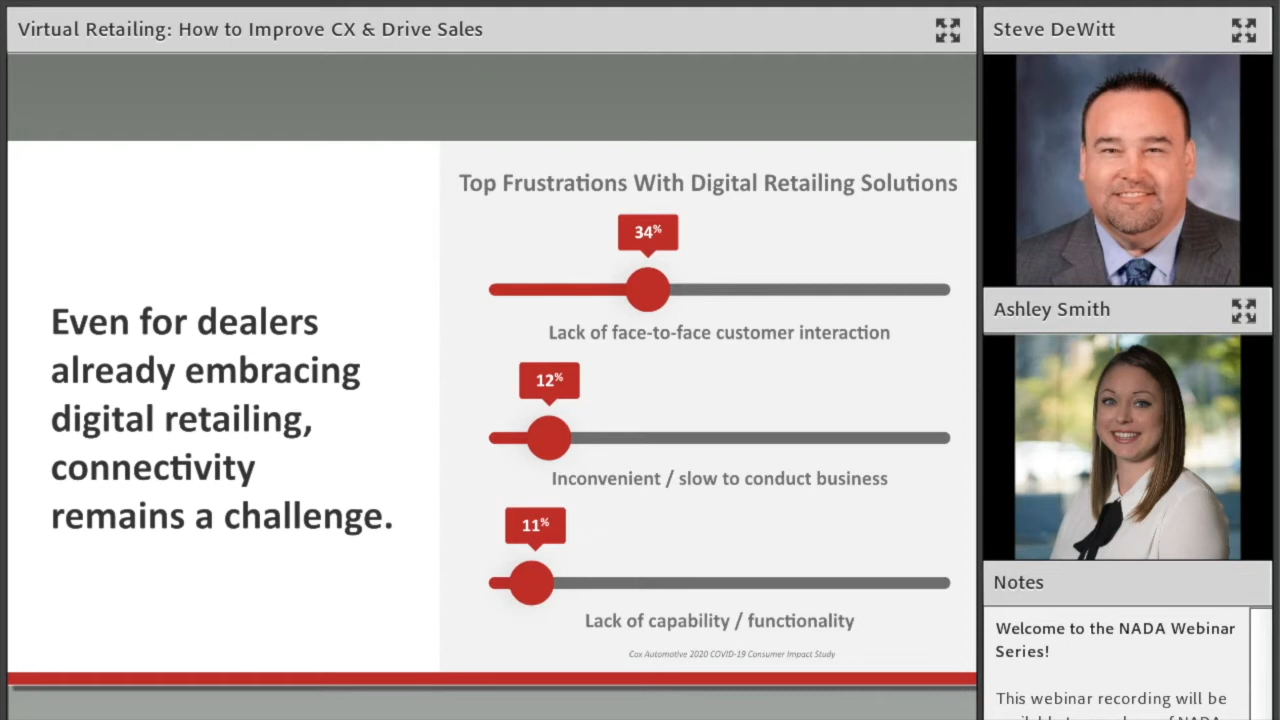 Virtual Retailing: How to Improve CX & Drive Sales
Even for dealers
already embracing
digital retailing,
connectivity
remains a challenge.
Top Frustrations With Digital Retailing Solutions
34%
Lack of face-to-face customer interaction
12%
Inconvenient / slow to conduct business
11%
Lack of capability / functionality
Cox Automotive 2020 COVID-19 Consumer Impact Study
Steve DeWitt
Ashley Smith
Notes
Welcome to the NADA Webinar
Series!
This webinar recording will be